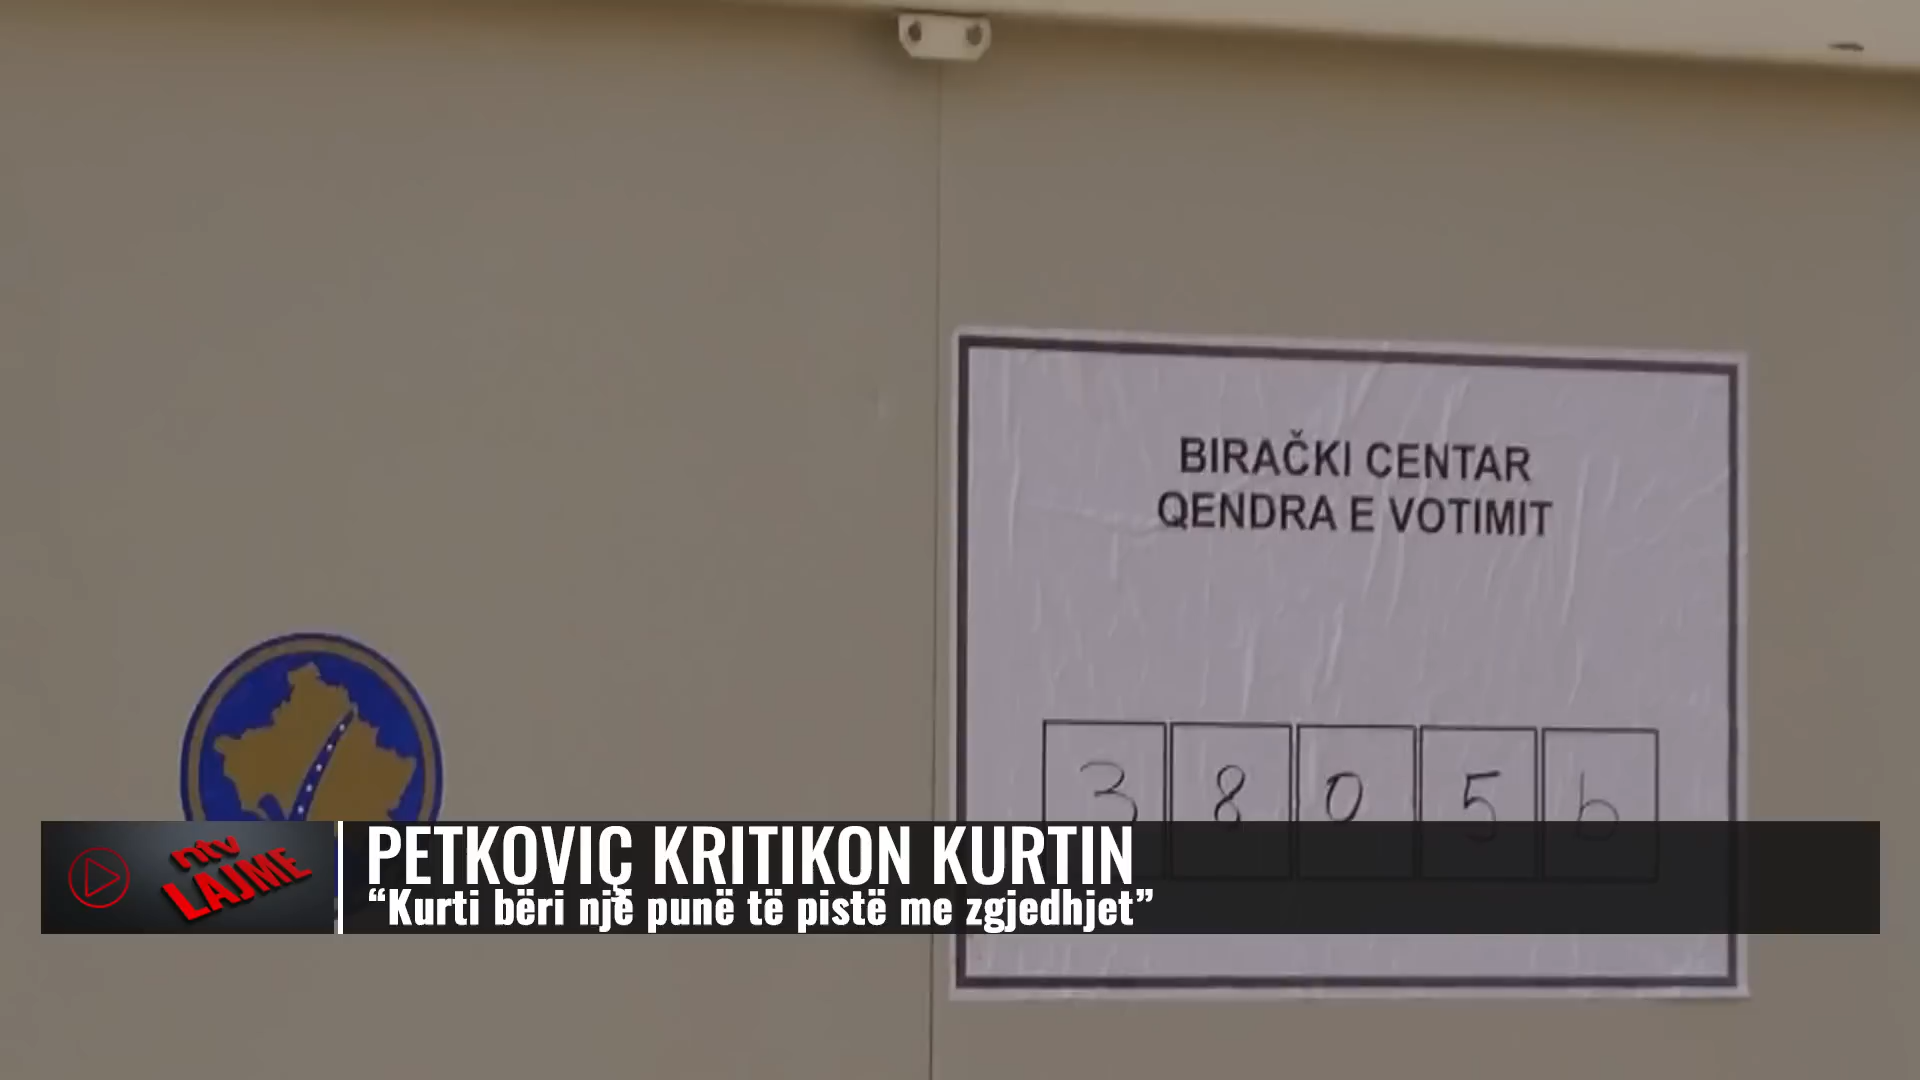 BIRAČKI CENTAR
QENDRA E VOTIMIT
3 8 0 5 6
ntv
LAJME
PETKOVIÇ KRITIKON KURTIN
“Kurti bëri një punë të pistë me zgjedhjet”